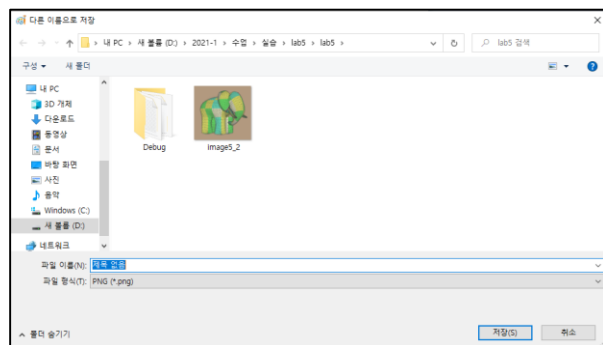 다른 이름으로 저장
내 PC > 새 볼륨 (D:) > 2021-1 > 수업 > 실습 > lab5 > lab5 >
lab5 검색
구성 새 폴더
내 PC
3D 개체
다운로드
동영상
문서
바탕 화면
사진
음악
Windows (C:)
새 볼륨 (D:)
네트워크
Debug
image5_2
파일 이름(N): 제목 없음
파일 형식(T): PNG (*.png)
폴더 숨기기
저장(S)
취소